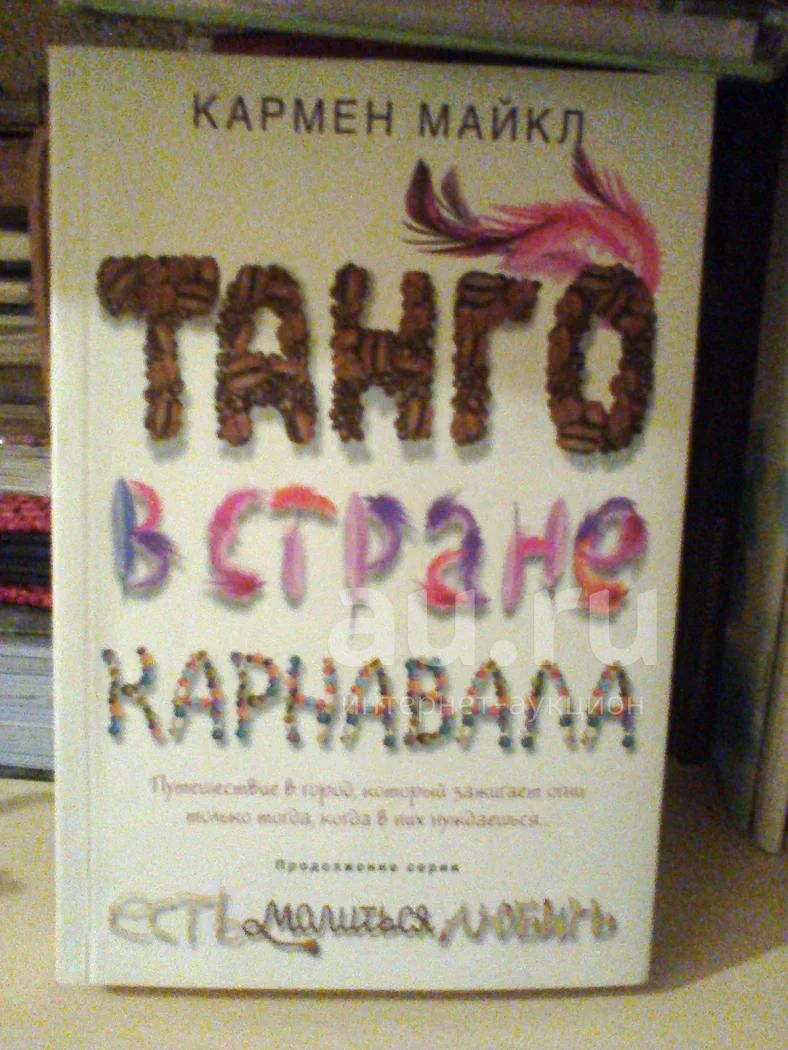 КАРМЕН МАЙКЛ
ТАНГО
в стране
КАРНАВАЛА
Путешествие в город, который зажигает огни
только тогда, когда в них нуждаешься...
Продолжение серии
есть молиться любить
au.ru
интернет-аукцион